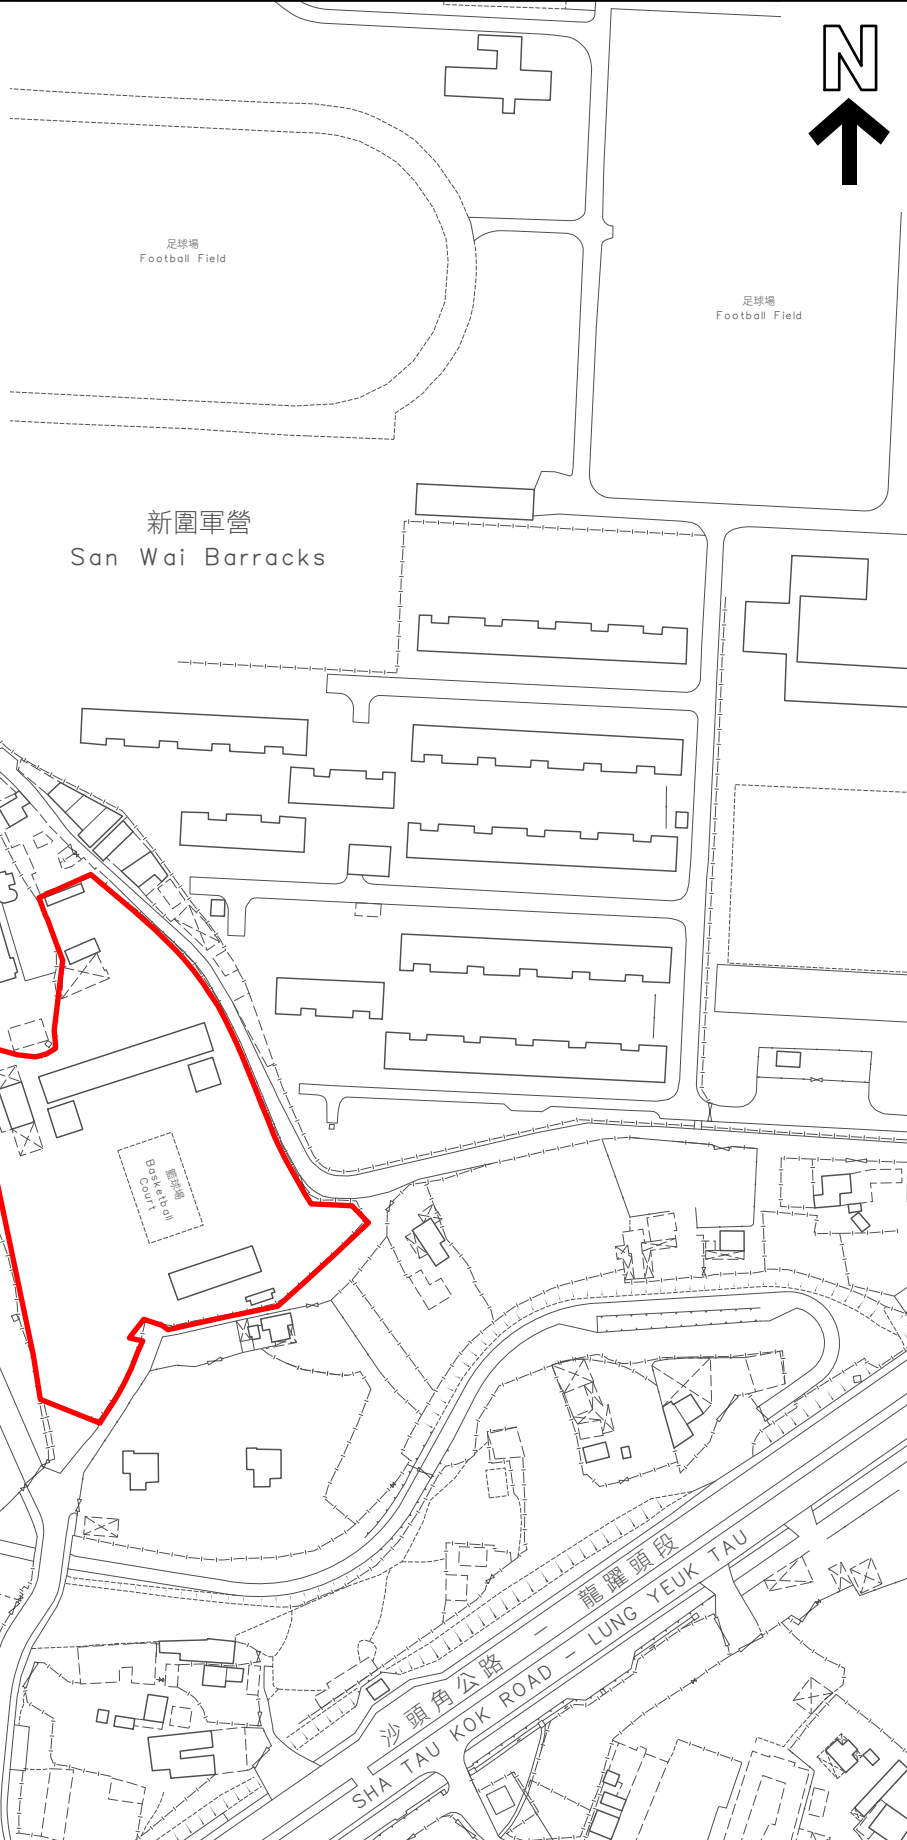 N
足球場
Football Field
足球場
Football Field
新圍軍營
San Wai Barracks
籃球場
Basketball
Court
沙頭角公路 - 龍躍頭段
SHA TAU KOK ROAD - LUNG YEUK TAU